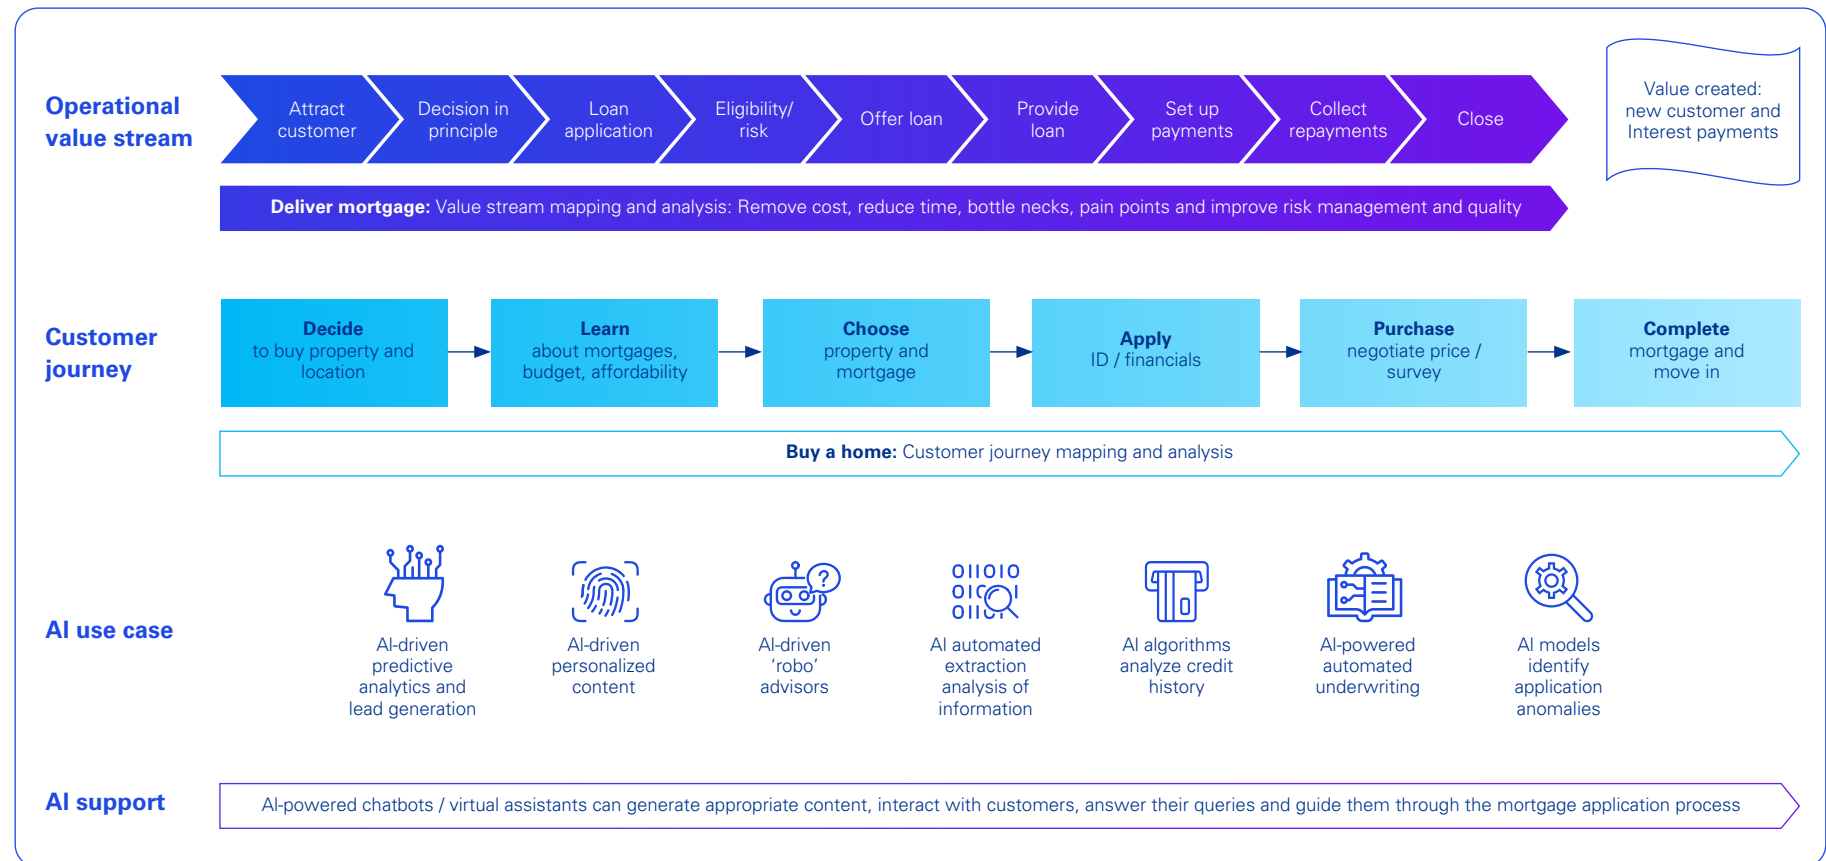 Operational
value stream
Attract
customer
Decision in
principle
Loan
application
Eligibility/
risk
Offer loan
Provide
loan
Set up
payments
Collect
repayments
Close
Value created:
new customer and
Interest payments
Deliver mortgage: Value stream mapping and analysis: Remove cost, reduce time, bottle necks, pain points and improve risk management and quality
Customer
journey
Decide
to buy property and
location
Learn
about mortgages,
budget, affordability
Choose
property and
mortgage
Apply
ID / financials
Purchase
negotiate price /
survey
Complete
mortgage and
move in
Buy a home: Customer journey mapping and analysis
AI use case
?
011010
AI-driven
predictive
analytics and
lead generation
AI-driven
personalized
content
AI-driven
‘robo’
advisors
AI automated
extraction
analysis of
information
AI algorithms
analyze credit
history
AI-powered
automated
underwriting
AI models
identify
application
anomalies
AI support
AI-powered chatbots / virtual assistants can generate appropriate content, interact with customers, answer their queries and guide them through the mortgage application process